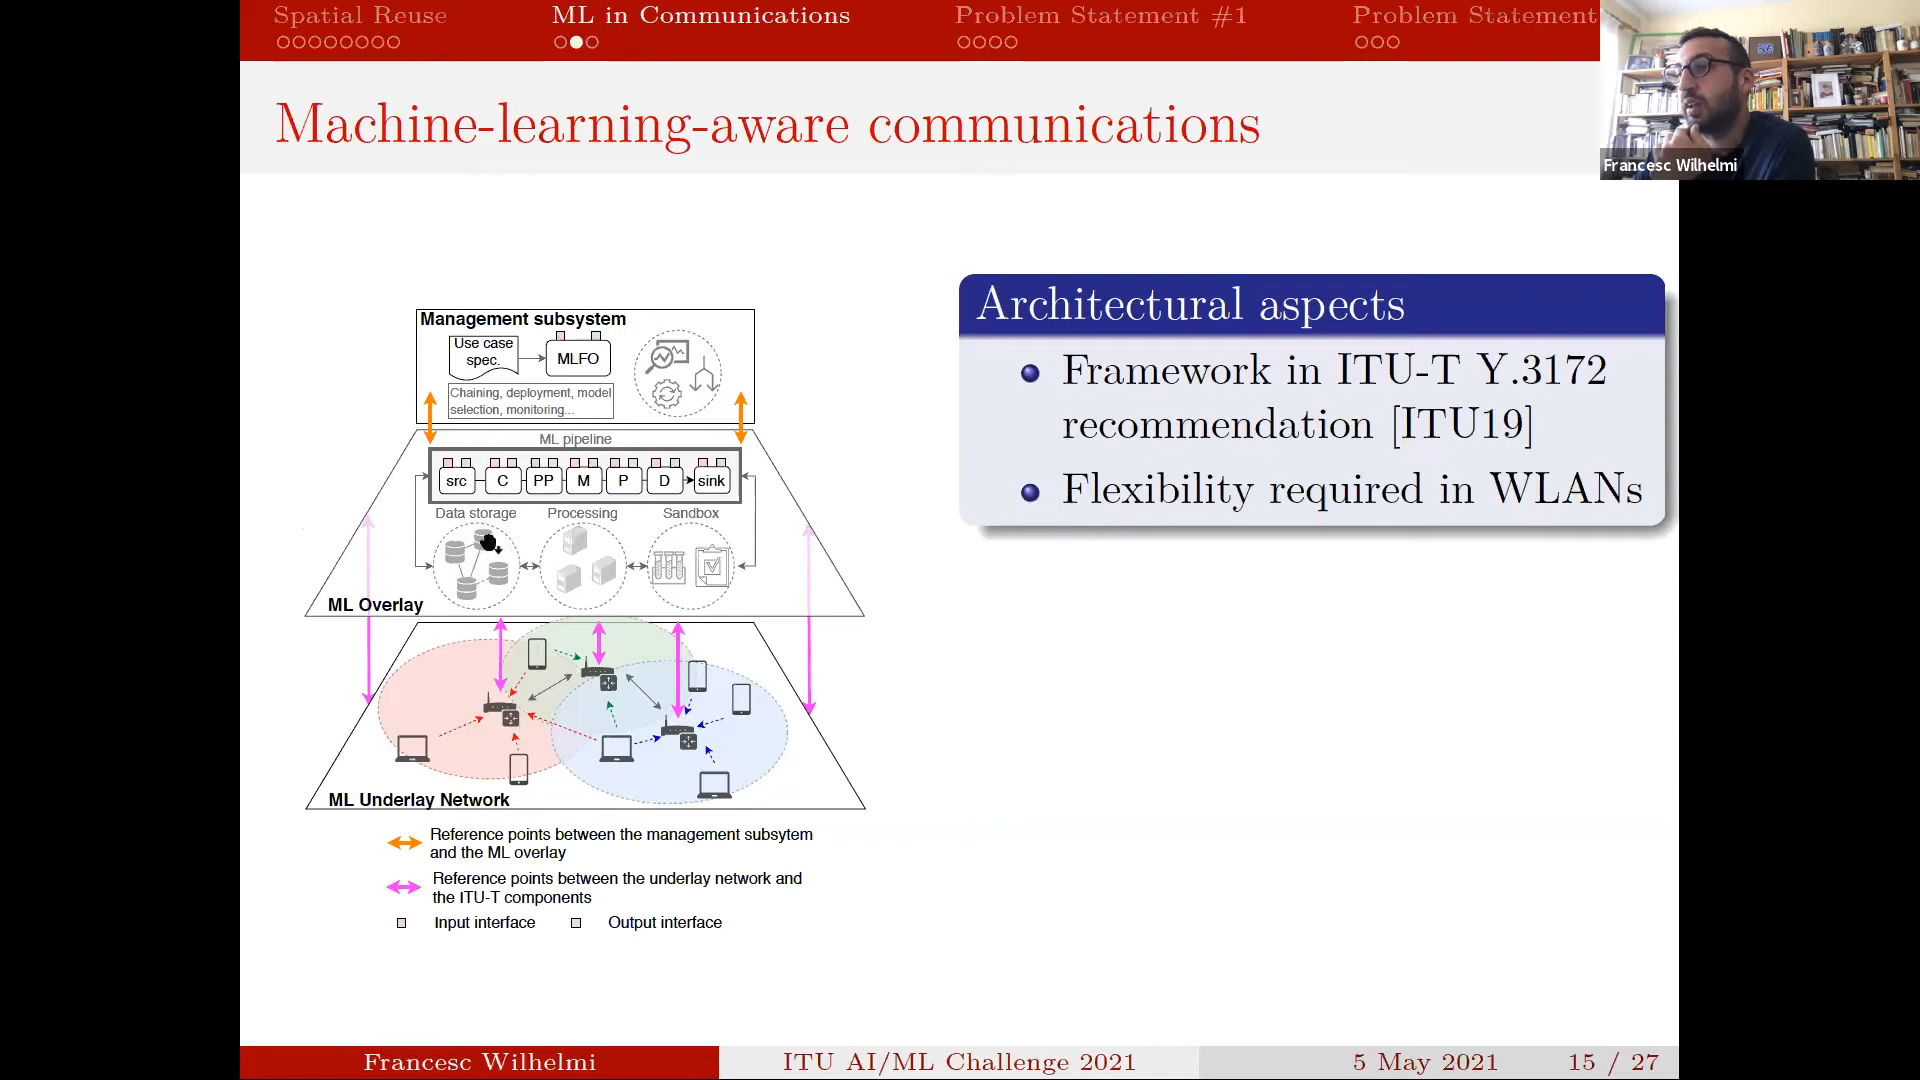 Spatial Reuse
ML in Communications
Problem Statement #1
Problem Statement
Machine-learning-aware communications
Francesc Wilhelmi
Management subsystem
Use case
spec.
MLFO
Chaining, deployment, model
selection, monitoring...
ML pipeline
src C PP M P D sink
Data storage Processing Sandbox
ML Overlay
ML Underlay Network
Reference points between the management subsytem
and the ML overlay
Reference points between the underlay network and
the ITU-T components
Input interface Output interface
Architectural aspects
Framework in ITU-T Y.3172
recommendation [ITU19]
Flexibility required in WLANs
Francesc Wilhelmi
ITU AI/ML Challenge 2021
5 May 2021
15 / 27